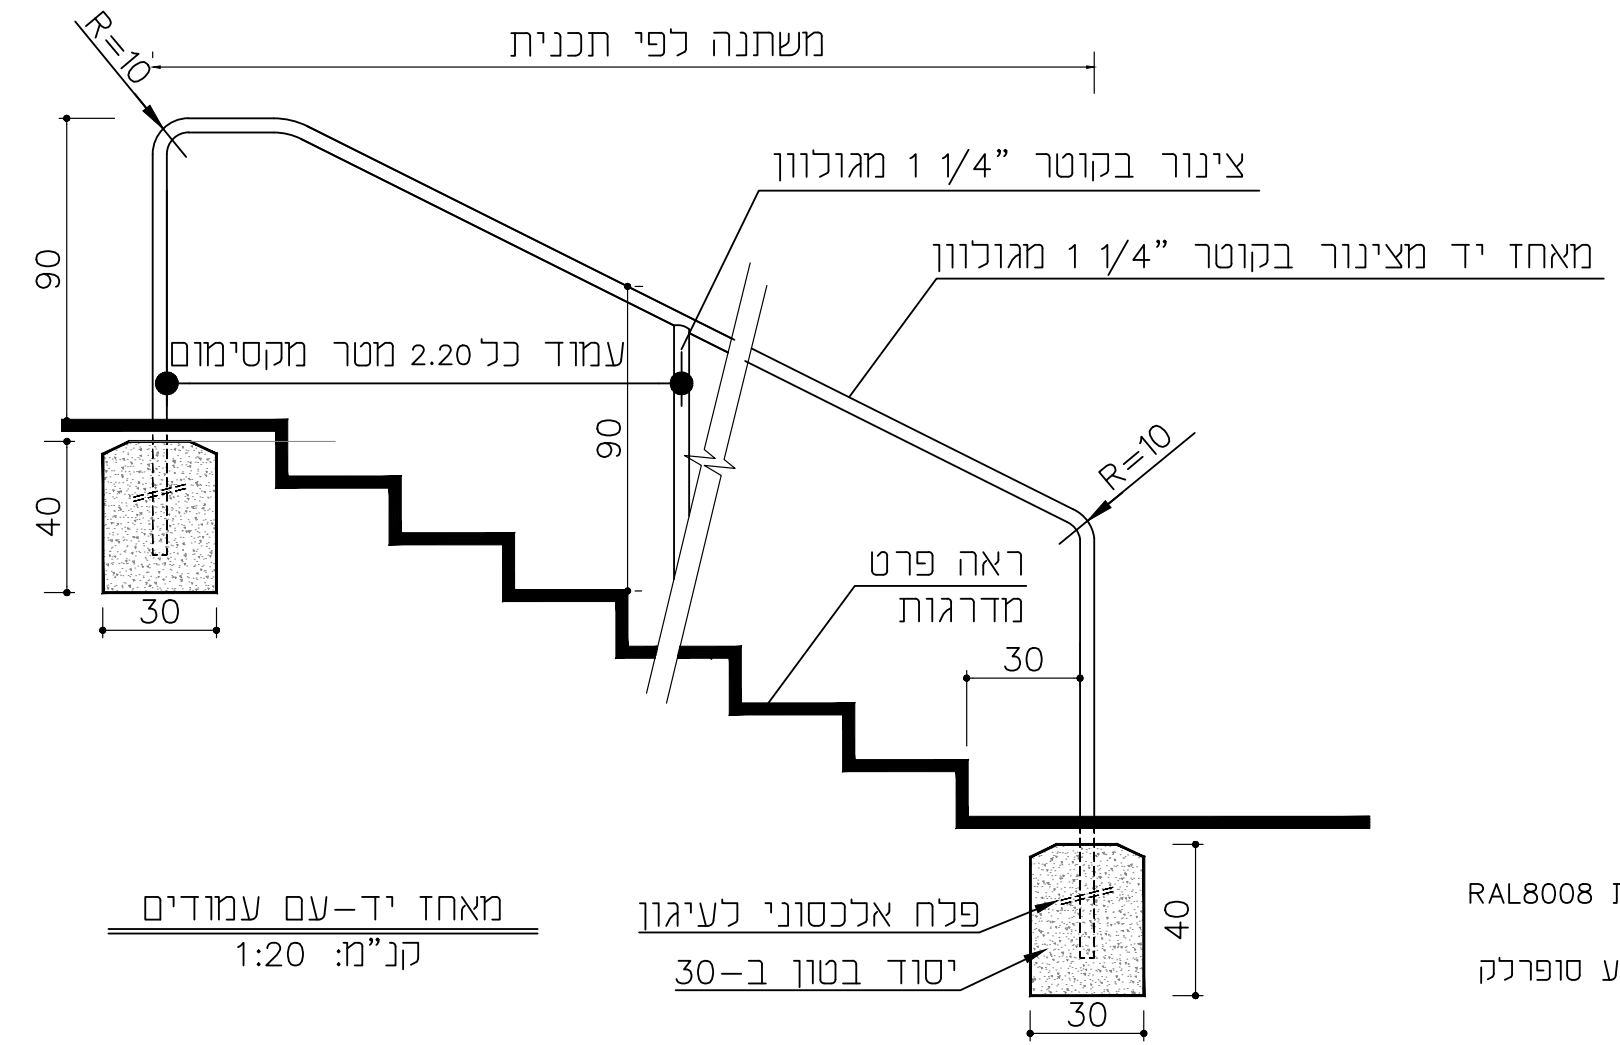 R=10
משתנה לפי תכנית
צינור בקוטר 1 1/4” מגולוון
מאחז יד מצינור בקוטר 1 1/4” מגולוון
90
עמוד כל 2.20 מטר מקסימום
90
R=10
40
30
ראה פרט
מדרגות
30
מאחז יד-עם עמודים
קנ”מ: 1:20
פלח אלכסוני לעיגון
יסוד בטון ב-30
40
30
RAL8008 ת
ע סופרלק